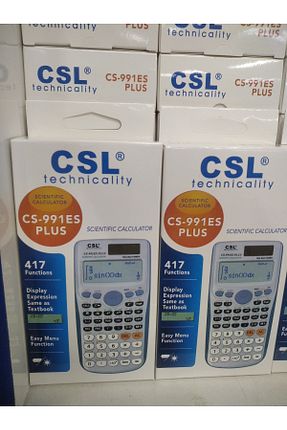 CSL®
technicality
CS-991ES
PLUS
CSL®
technicality
CS-991ES
PLUS
CSL®
technicality
SCIENTIFIC
CALCULATOR
CS-991ES
PLUS
SCIENTIFIC CALCULATOR
417
Functions
Display
Expression
Same as
Textbook
Easy Menu
Function
CSL
CSL®
technicality
SCIENTIFIC
CALCULATOR
CS-991ES
PLUS
SCIENTIFIC CALCULATOR
417
Functions
Display
Expression
Same as
Textbook
Easy Menu
Function
CSL